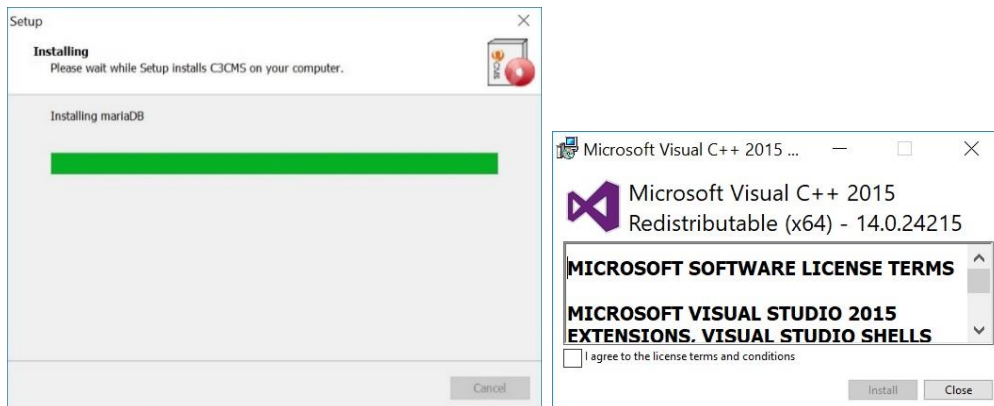 Setup
Installing
Please wait while Setup installs C3CMS on your computer.
CMS
Installing mariaDB
Cancel
Microsoft Visual C++ 2015 ...
Microsoft Visual C++ 2015
Redistributable (x64) - 14.0.24215
MICROSOFT SOFTWARE LICENSE TERMS
MICROSOFT VISUAL STUDIO 2015
EXTENSIONS, VISUAL STUDIO SHELLS
I agree to the license terms and conditions
Install
Close